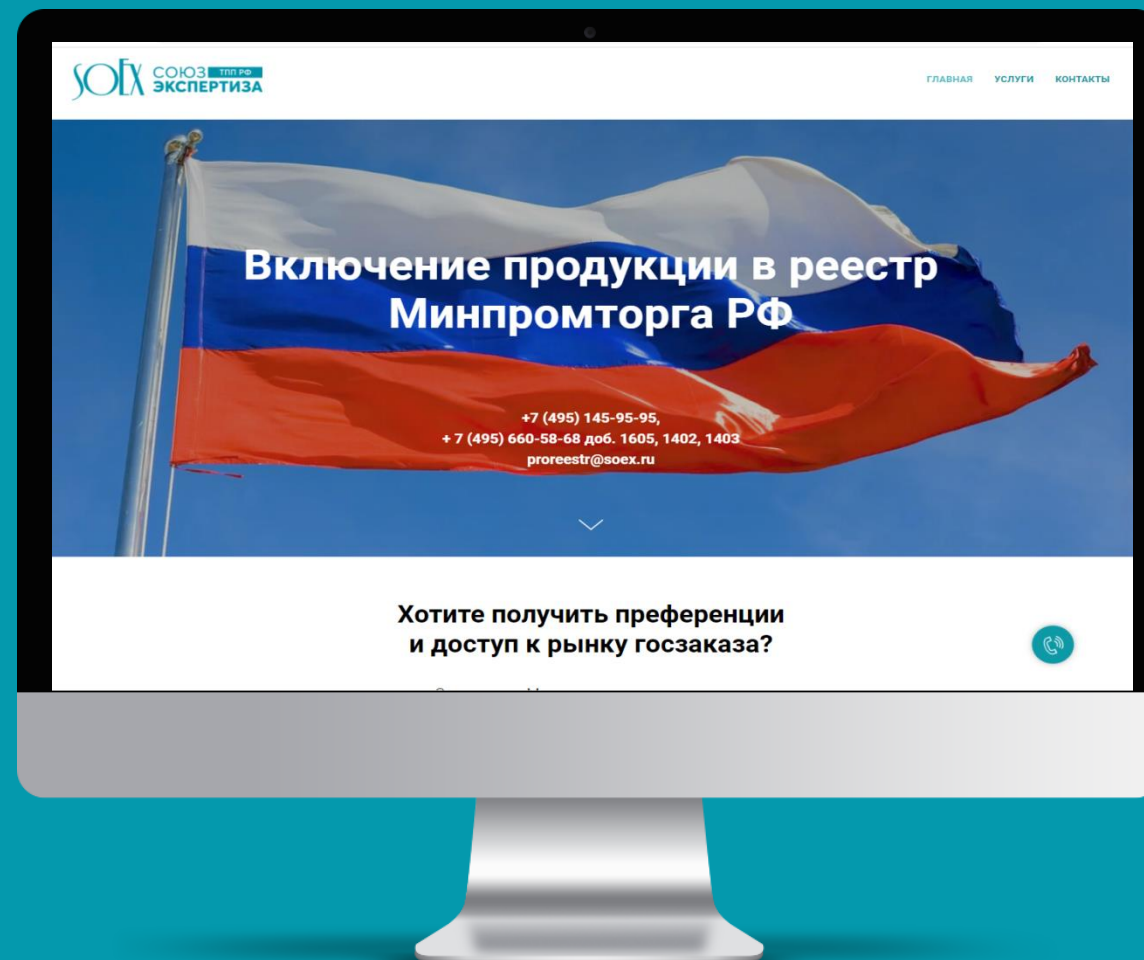 SOEX СОЮЗ ТПП РФ
ЭКСПЕРТИЗА
ГЛАВНАЯ УСЛУГИ КОНТАКТЫ
Включение продукции в реестр
Минпромторга РФ
+7 (495) 145-95-95,
+ 7 (495) 660-58-68 доб. 1605, 1402, 1403
proreestr@soex.ru
Хотите получить преференции
и доступ к рынку госзаказа?